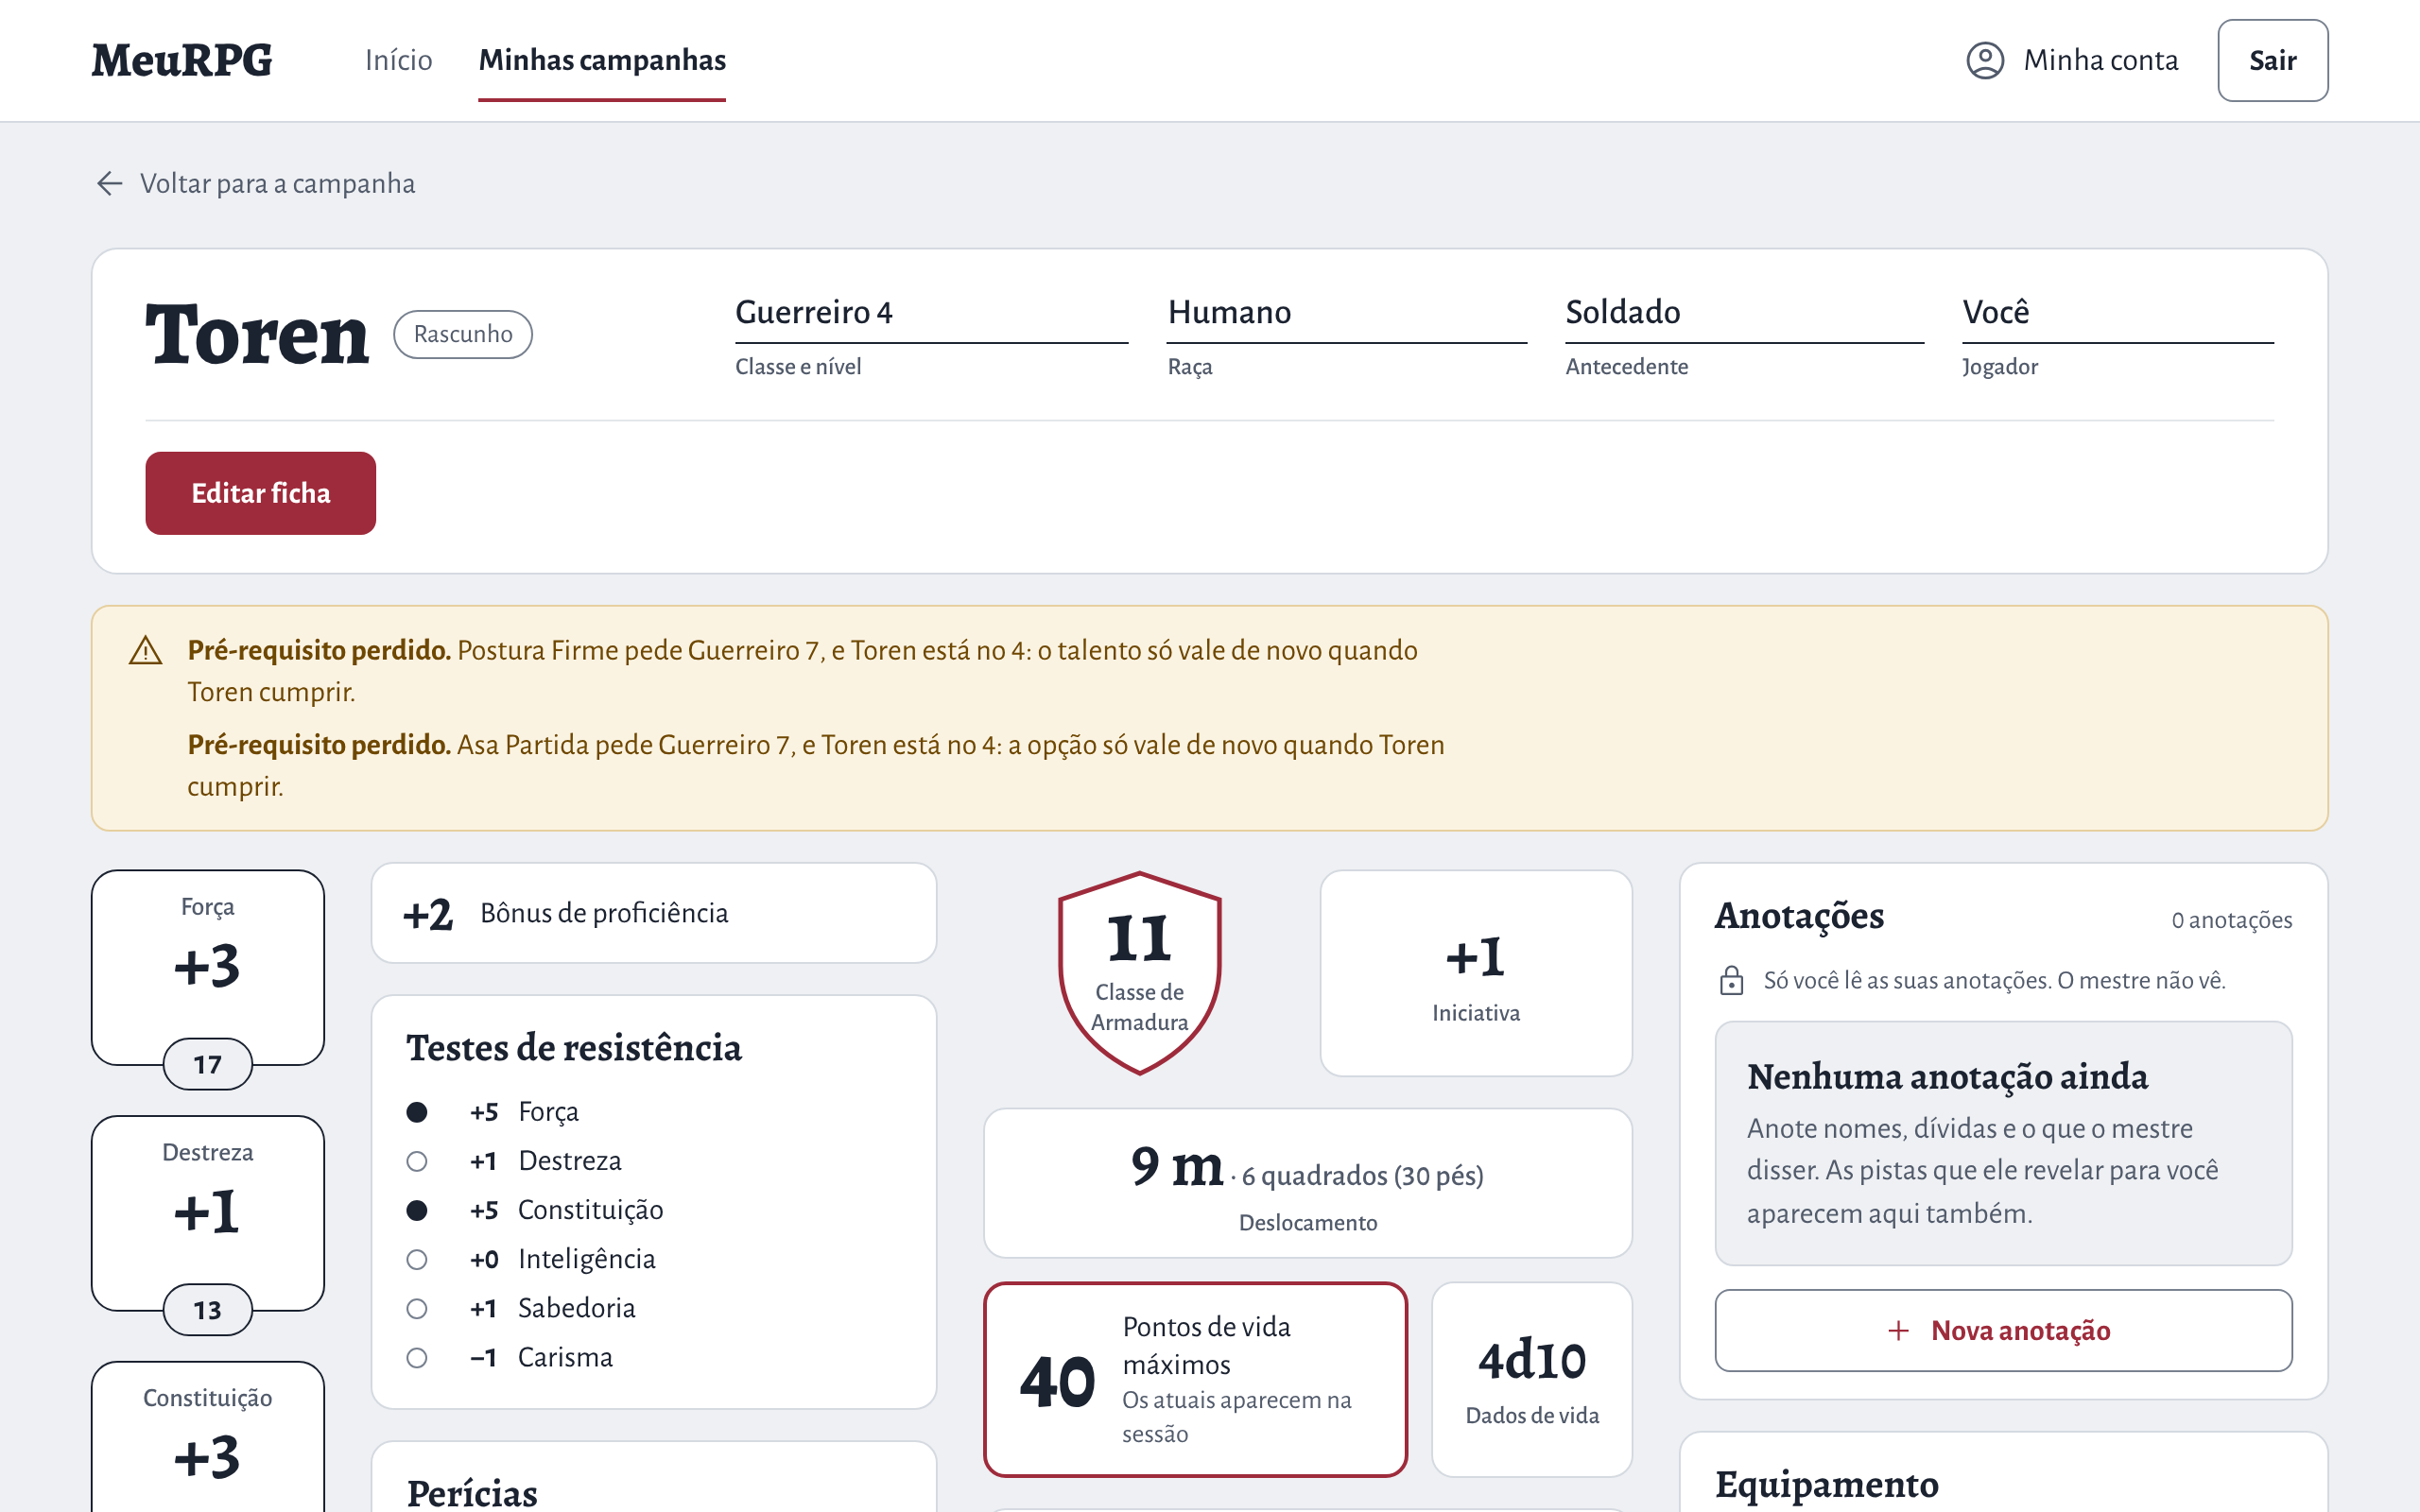 MeuRPG
Início
Minhas campanhas
Minha conta
Sair
Voltar para a campanha
Toren
Rascunho
Guerreiro 4
Classe e nível
Humano
Raça
Soldado
Antecedente
Você
Jogador
Editar ficha
Pré-requisito perdido. Postura Firme pede Guerreiro 7, e Toren está no 4: o talento só vale de novo quando
Toren cumprir.
Pré-requisito perdido. Asa Partida pede Guerreiro 7, e Toren está no 4: a opção só vale de novo quando Toren
cumprir.
Força
+3
17
Destreza
+1
13
Constituição
+3
+2 Bônus de proficiência
Testes de resistência
+5 Força
+1 Destreza
+5 Constituição
+0 Inteligência
+1 Sabedoria
−1 Carisma
Perícias
11
Classe de
Armadura
+1
Iniciativa
9 m · 6 quadrados (30 pés)
Deslocamento
40
Pontos de vida
máximos
Os atuais aparecem na
sessão
4d10
Dados de vida
Anotações
0 anotações
Só você lê as suas anotações. O mestre não vê.
Nenhuma anotação ainda
Anote nomes, dívidas e o que o mestre
disser. As pistas que ele revelar para você
aparecem aqui também.
Nova anotação
Equipamento